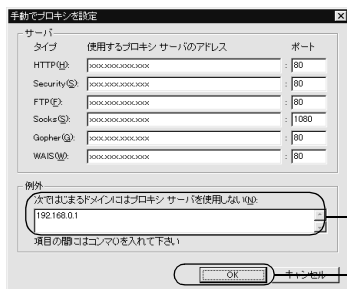 手動でプロキシを設定
サーバ
タイプ 使用するプロキシ サーバのアドレス ポート
HTTP(H): xxx.xxx.xxx.xxx : 80
Security(S): xxx.xxx.xxx.xxx : 80
FTP(F): xxx.xxx.xxx.xxx : 80
Socks(S): xxx.xxx.xxx.xxx : 1080
Gopher(G): xxx.xxx.xxx.xxx : 80
WAIS(W): xxx.xxx.xxx.xxx : 80
例外
次ではじまるドメインにはプロキシ サーバを使用しない(N):
192.168.0.1
項目の間にはコンマ(,)を入れて下さい
OK キャンセル